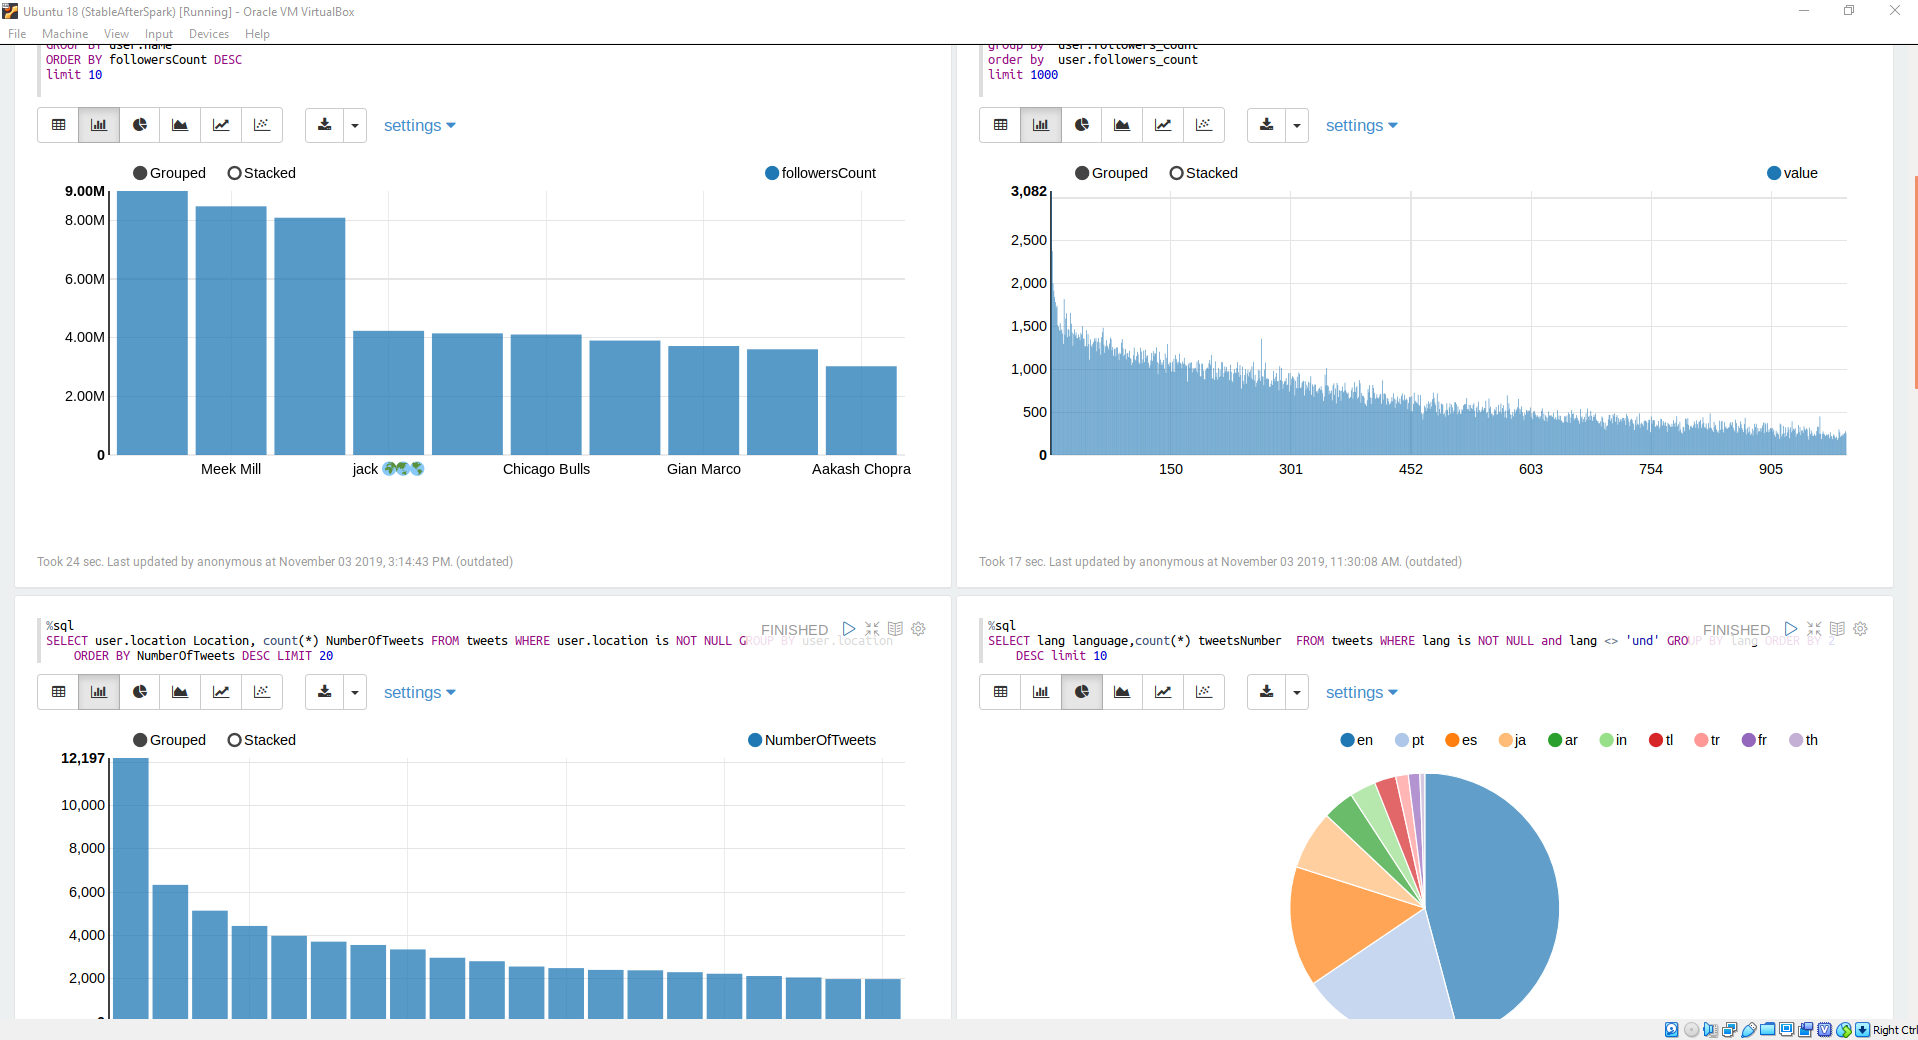 Ubuntu 18 (StableAfterSpark) [Running] - Oracle VM VirtualBox
File Machine View Input Devices Help
GROUP BY user.name
ORDER BY followersCount DESC
limit 10
settings
Grouped Stacked followersCount
9.00M
8.00M
6.00M
4.00M
2.00M
0
Meek Mill jack Chicago Bulls Gian Marco Aakash Chopra
Took 24 sec. Last updated by anonymous at November 03 2019, 3:14:43 PM. (outdated)
group by user.followers_count
order by user.followers_count
limit 1000
settings
Grouped Stacked value
3,082
2,500
2,000
1,500
1,000
500
0
150 301 452 603 754 905
Took 17 sec. Last updated by anonymous at November 03 2019, 11:30:08 AM. (outdated)
%sql
FINISHED
SELECT user.location Location, count(*) NumberOfTweets FROM tweets WHERE user.location is NOT NULL GROUP BY user.location
ORDER BY NumberOfTweets DESC LIMIT 20
settings
Grouped Stacked NumberOfTweets
12,197
10,000
8,000
6,000
4,000
2,000
%sql
FINISHED
SELECT lang language,count(*) tweetsNumber FROM tweets WHERE lang is NOT NULL and lang <> 'und' GROUP BY lang ORDER BY 2
DESC limit 10
settings
en pt es ja ar in tl tr fr th
Right Ctrl